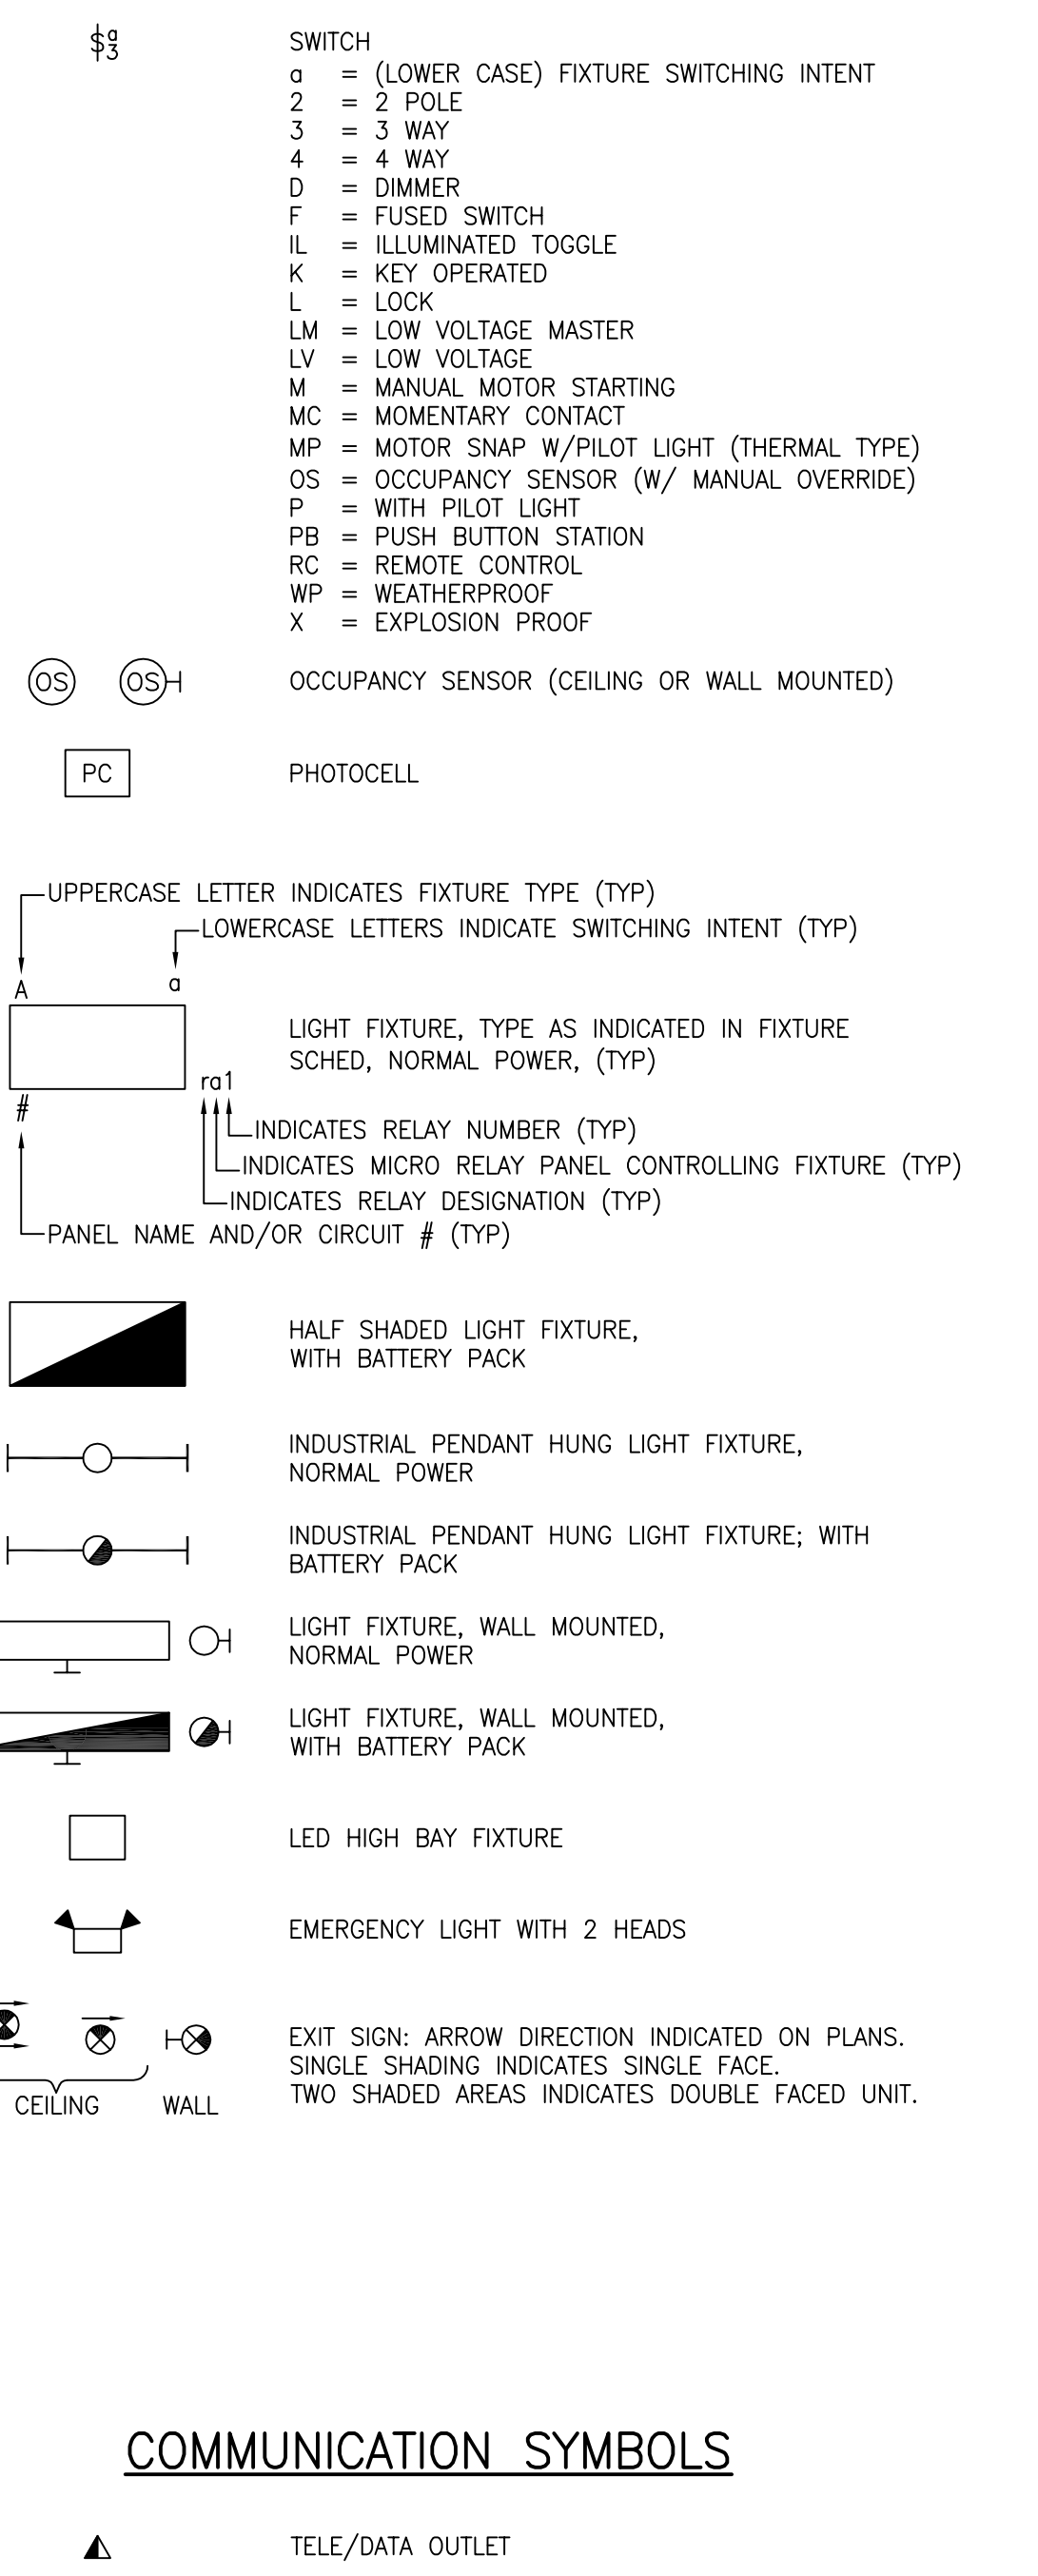 $ a 3 SWITCH
a = (LOWER CASE) FIXTURE SWITCHING INTENT
2 = 2 POLE
3 = 3 WAY
4 = 4 WAY
D = DIMMER
F = FUSED SWITCH
IL = ILLUMINATED TOGGLE
K = KEY OPERATED
L = LOCK
LM = LOW VOLTAGE MASTER
LV = LOW VOLTAGE
M = MANUAL MOTOR STARTING
MC = MOMENTARY CONTACT
MP = MOTOR SNAP W/PILOT LIGHT (THERMAL TYPE)
OS = OCCUPANCY SENSOR (W/ MANUAL OVERRIDE)
P = WITH PILOT LIGHT
PB = PUSH BUTTON STATION
RC = REMOTE CONTROL
WP = WEATHERPROOF
X = EXPLOSION PROOF
OS OS OCCUPANCY SENSOR (CEILING OR WALL MOUNTED)
PC PHOTOCELL
UPPERCASE LETTER INDICATES FIXTURE TYPE (TYP)
LOWERCASE LETTERS INDICATE SWITCHING INTENT (TYP)
A a
LIGHT FIXTURE, TYPE AS INDICATED IN FIXTURE
SCHED, NORMAL POWER, (TYP)
ra1
#
INDICATES RELAY NUMBER (TYP)
INDICATES MICRO RELAY PANEL CONTROLLING FIXTURE (TYP)
INDICATES RELAY DESIGNATION (TYP)
PANEL NAME AND/OR CIRCUIT # (TYP)
HALF SHADED LIGHT FIXTURE,
WITH BATTERY PACK
INDUSTRIAL PENDANT HUNG LIGHT FIXTURE,
NORMAL POWER
INDUSTRIAL PENDANT HUNG LIGHT FIXTURE; WITH
BATTERY PACK
LIGHT FIXTURE, WALL MOUNTED,
NORMAL POWER
LIGHT FIXTURE, WALL MOUNTED,
WITH BATTERY PACK
LED HIGH BAY FIXTURE
EMERGENCY LIGHT WITH 2 HEADS
EXIT SIGN: ARROW DIRECTION INDICATED ON PLANS.
SINGLE SHADING INDICATES SINGLE FACE.
TWO SHADED AREAS INDICATES DOUBLE FACED UNIT.
CEILING WALL
COMMUNICATION SYMBOLS
TELE/DATA OUTLET